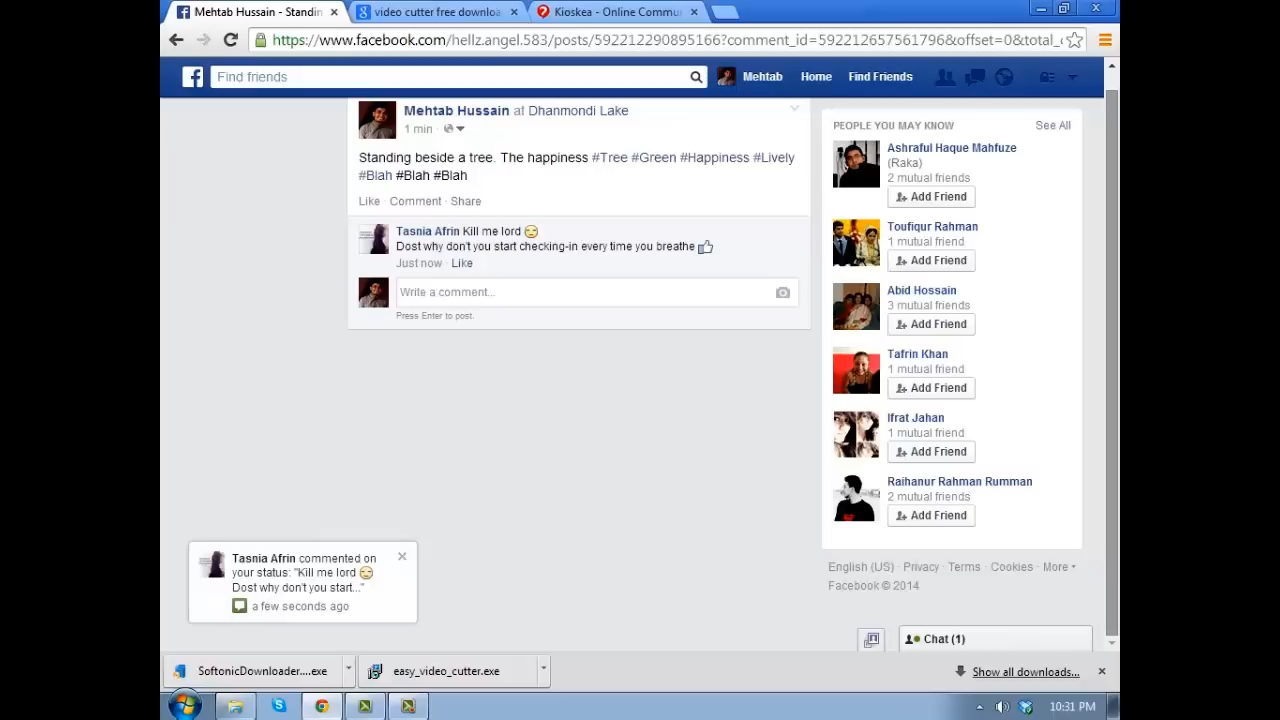 Mehtab Hussain - Standin
video cutter free downloa
Kioskea - Online Commu
https://www.facebook.com/hellz.angel.583/posts/592212290895166?comment_id=592212657561796&offset=0&total_c
Find friends
Mehtab Home Find Friends
Mehtab Hussain at Dhanmondi Lake
1 min
Standing beside a tree. The happiness #Tree #Green #Happiness #Lively
#Blah #Blah #Blah
Like · Comment · Share
Tasnia Afrin Kill me lord
Dost why don't you start checking-in every time you breathe
Just now · Like
Write a comment...
Press Enter to post.
PEOPLE YOU MAY KNOW See All
Ashraful Haque Mahfuze
(Raka)
2 mutual friends
Add Friend
Toufiqur Rahman
1 mutual friend
Add Friend
Abid Hossain
3 mutual friends
Add Friend
Tafrin Khan
1 mutual friend
Add Friend
Ifrat Jahan
1 mutual friend
Add Friend
Raihanur Rahman Rumman
2 mutual friends
Add Friend
English (US) · Privacy · Terms · Cookies · More
Facebook © 2014
Tasnia Afrin commented on
your status: "Kill me lord
Dost why don't you start..."
a few seconds ago
Chat (1)
SoftonicDownloader....exe
easy_video_cutter.exe
Show all downloads...
10:31 PM